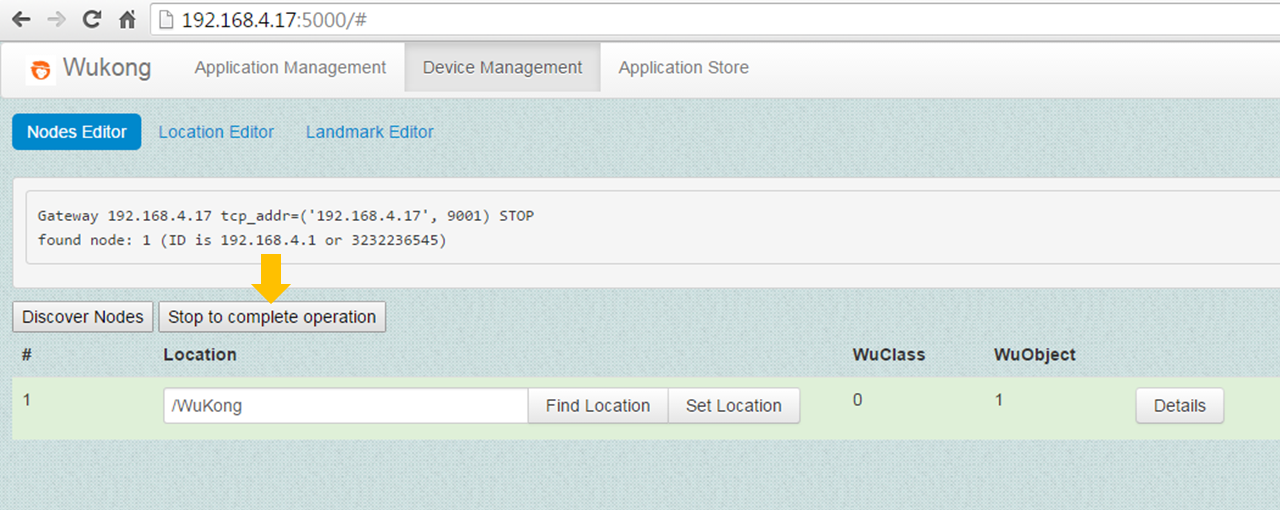 192.168.4.17:5000/#
Wukong Application Management Device Management Application Store
Nodes Editor Location Editor Landmark Editor
Gateway 192.168.4.17 tcp_addr=('192.168.4.17', 9001) STOP
found node: 1 (ID is 192.168.4.1 or 3232236545)
Discover Nodes Stop to complete operation
# Location WuClass WuObject
1 /WuKong Find Location Set Location 0 1 Details